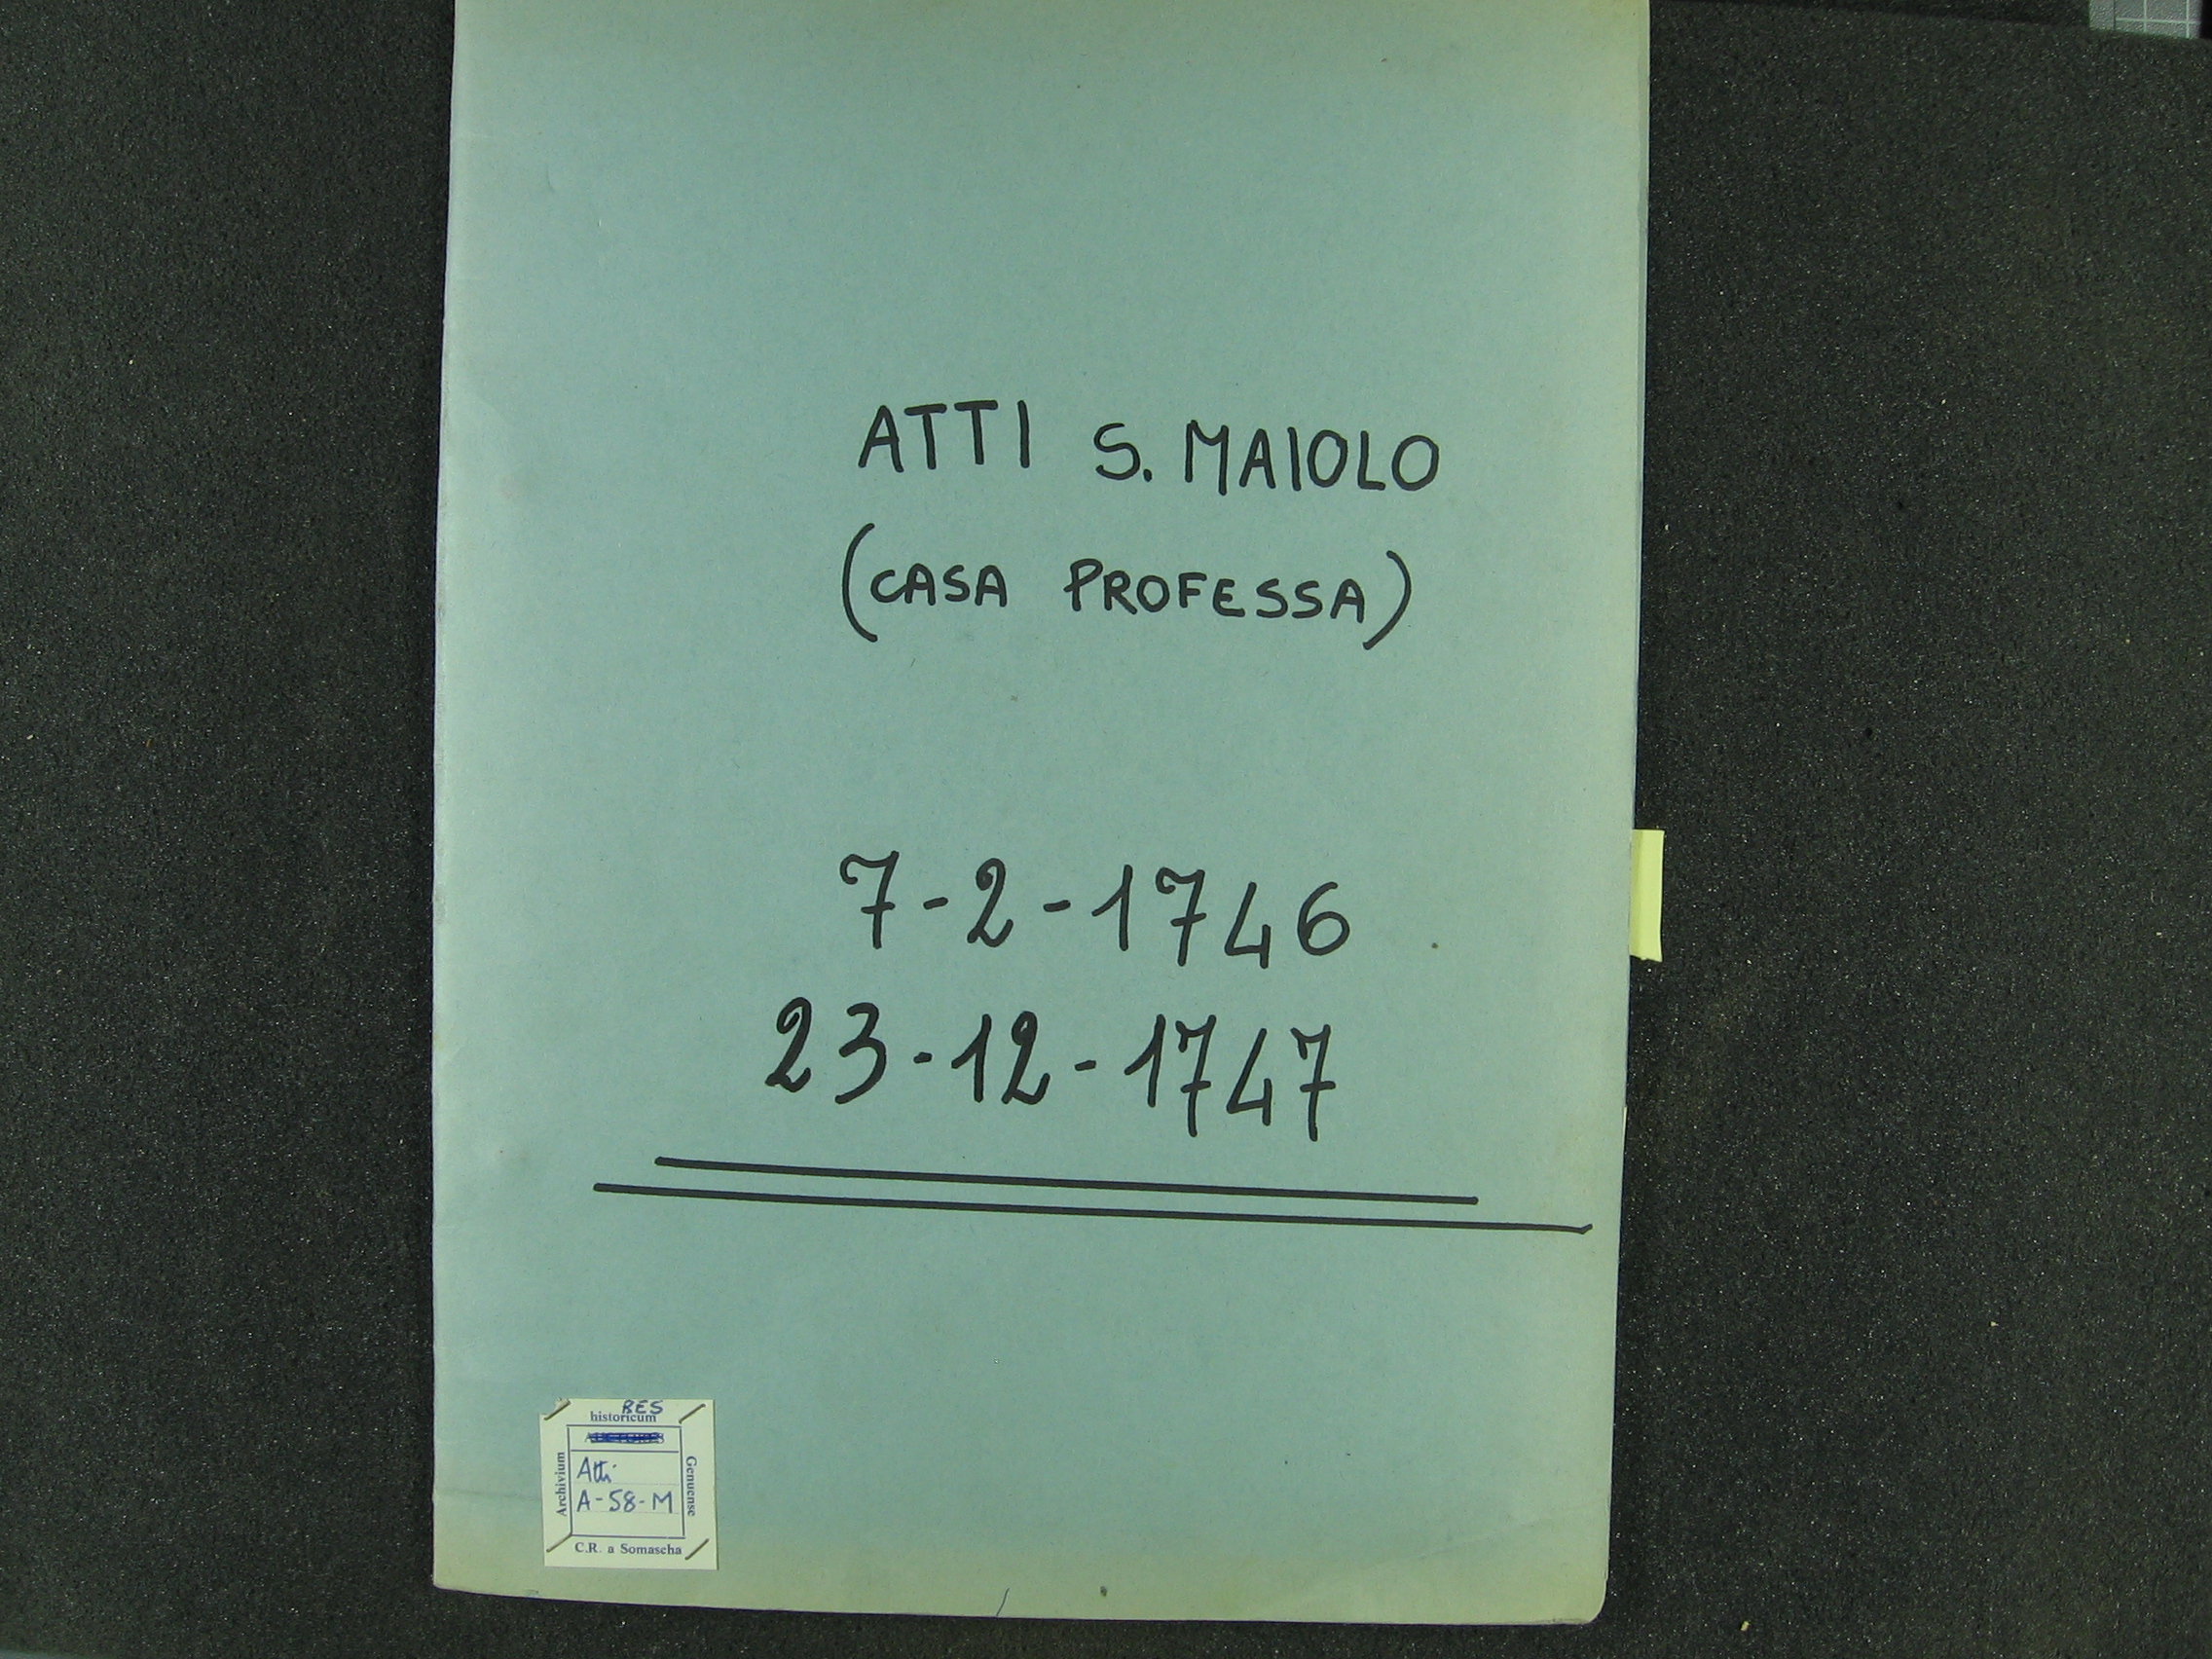 ATTI S. MAIOLO
(CASA PROFESSA)
7-2-1746
23-12-1747
RES
historicum
Archivium
Atti
A-58-M
Genuense
C.R. a Somascha